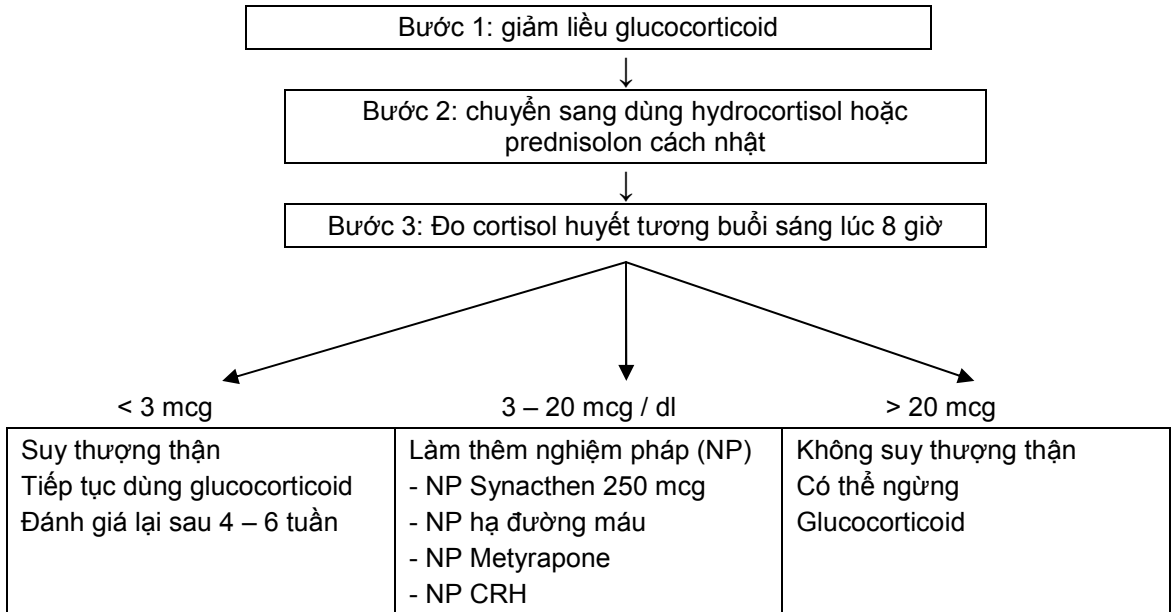 Bước 1: giảm liều glucocorticoid
↓
Bước 2: chuyển sang dùng hydrocortisol hoặc
prednisolon cách nhật
↓
Bước 3: Đo cortisol huyết tương buổi sáng lúc 8 giờ
< 3 mcg
3 – 20 mcg / dl
> 20 mcg
Suy thượng thận
Tiếp tục dùng glucocorticoid
Đánh giá lại sau 4 – 6 tuần
Làm thêm nghiệm pháp (NP)
- NP Synacthen 250 mcg
- NP hạ đường máu
- NP Metyrapone
- NP CRH
Không suy thượng thận
Có thể ngừng
Glucocorticoid